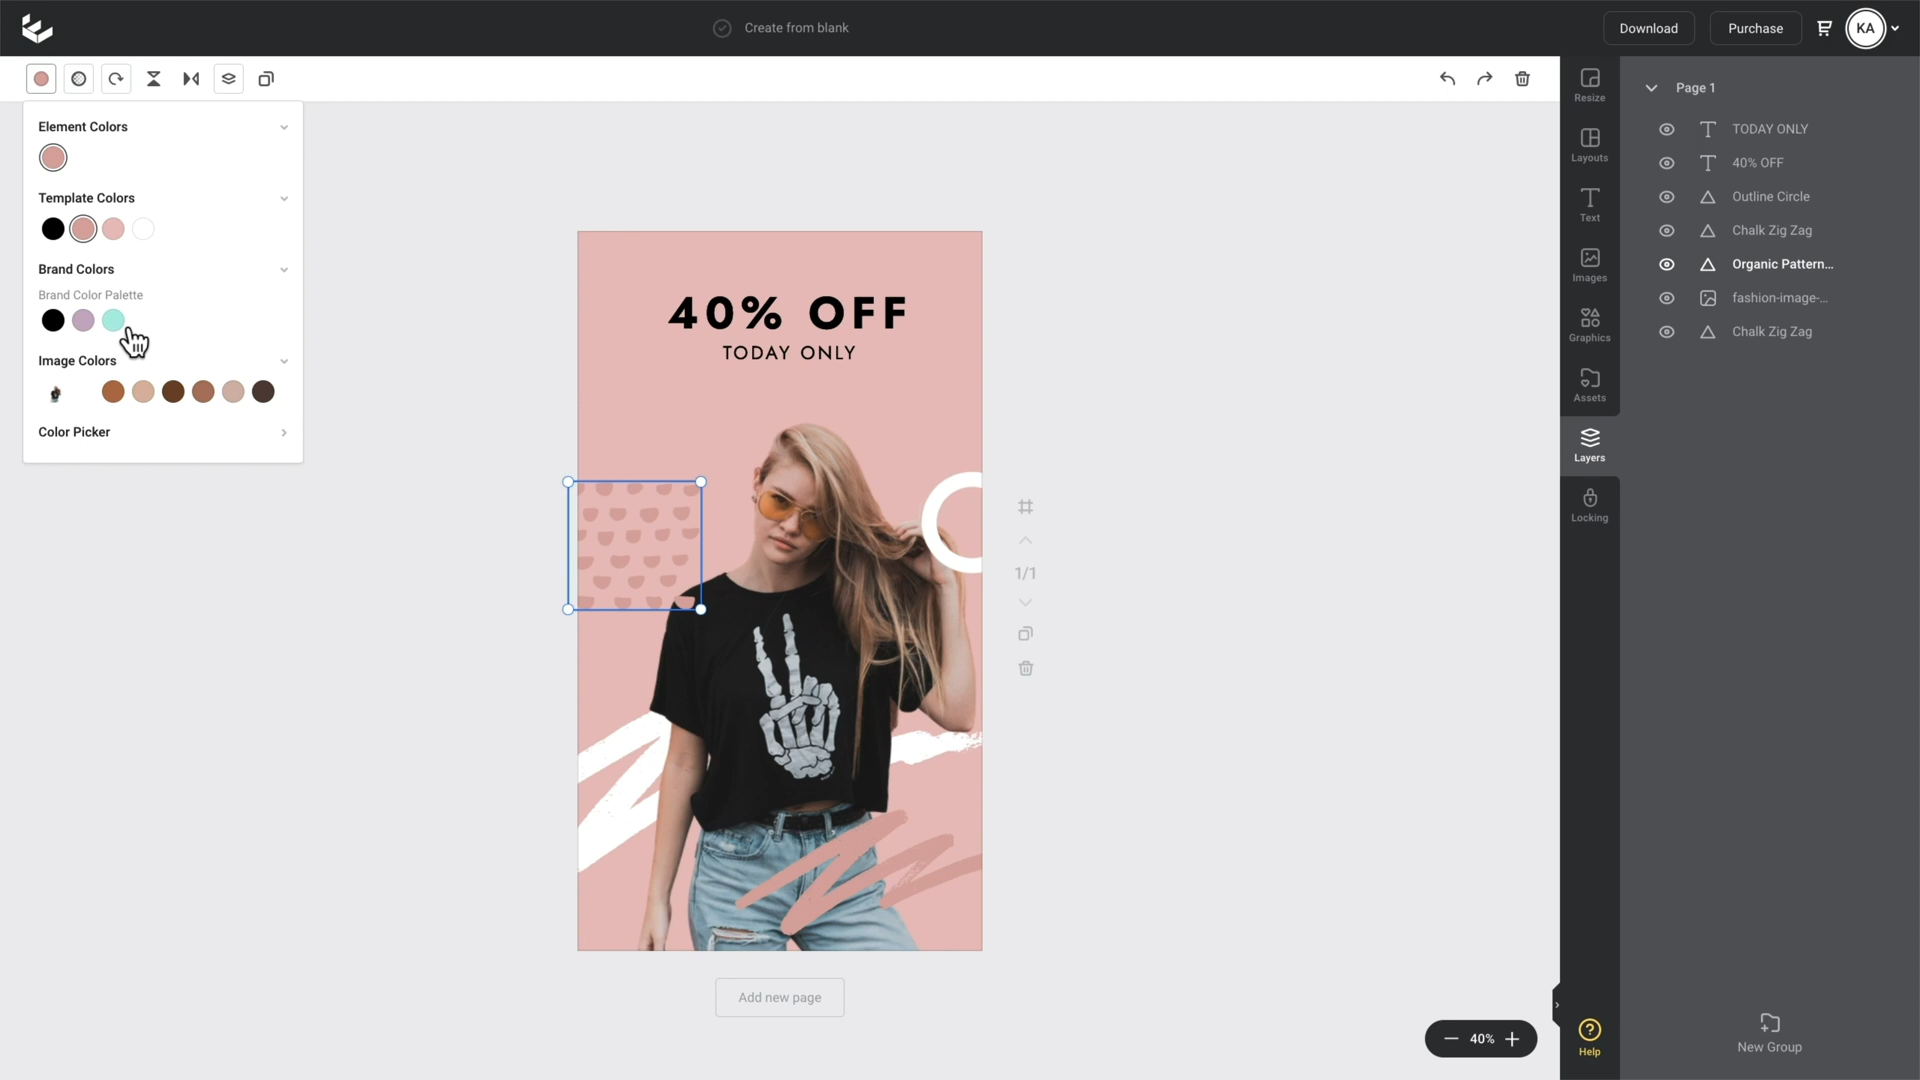 Create from blank
Download
Purchase
KA
Element Colors
Template Colors
Brand Colors
Brand Color Palette
Image Colors
Color Picker
40% OFF
TODAY ONLY
1/1
Add new page
40%
Resize
Layouts
Text
Images
Graphics
Assets
Layers
Locking
Help
Page 1
TODAY ONLY
40% OFF
Outline Circle
Chalk Zig Zag
Organic Pattern...
fashion-image-...
Chalk Zig Zag
New Group